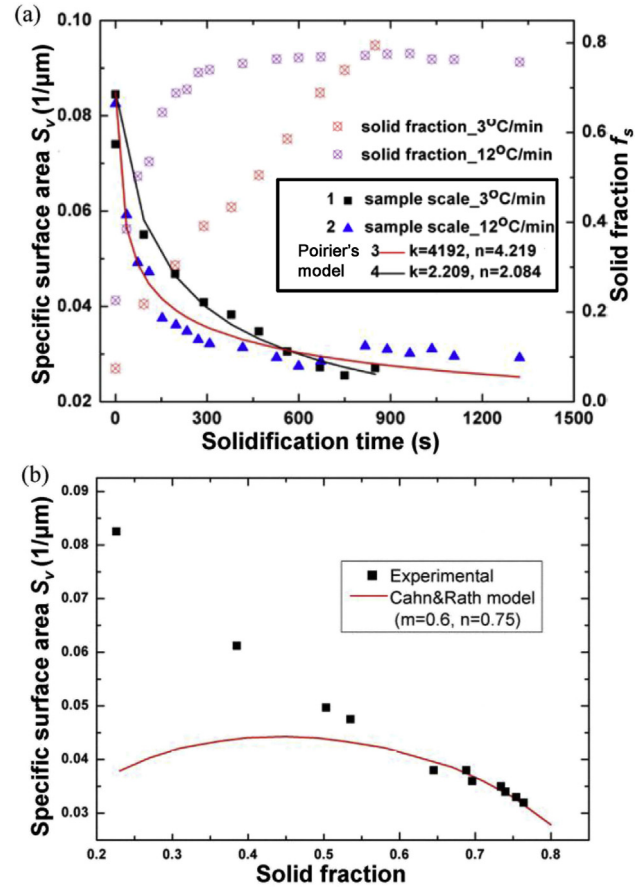 (a)
0.10
0.08
0.06
0.04
0.02
Specific surface area Sv (1/µm)
0.8
0.6
0.4
0.2
0.0
Solid fraction fs
solid fraction_3°C/min
solid fraction_12°C/min
1 sample scale_3°C/min
2 sample scale_12°C/min
Poirier's model
3 k=4192, n=4.219
4 k=2.209, n=2.084
0 300 600 900 1200 1500
Solidification time (s)
(b)
0.09
0.08
0.07
0.06
0.05
0.04
0.03
Specific surface area Sv (1/µm)
Experimental
Cahn&Rath model
(m=0.6, n=0.75)
0.2 0.3 0.4 0.5 0.6 0.7 0.8
Solid fraction